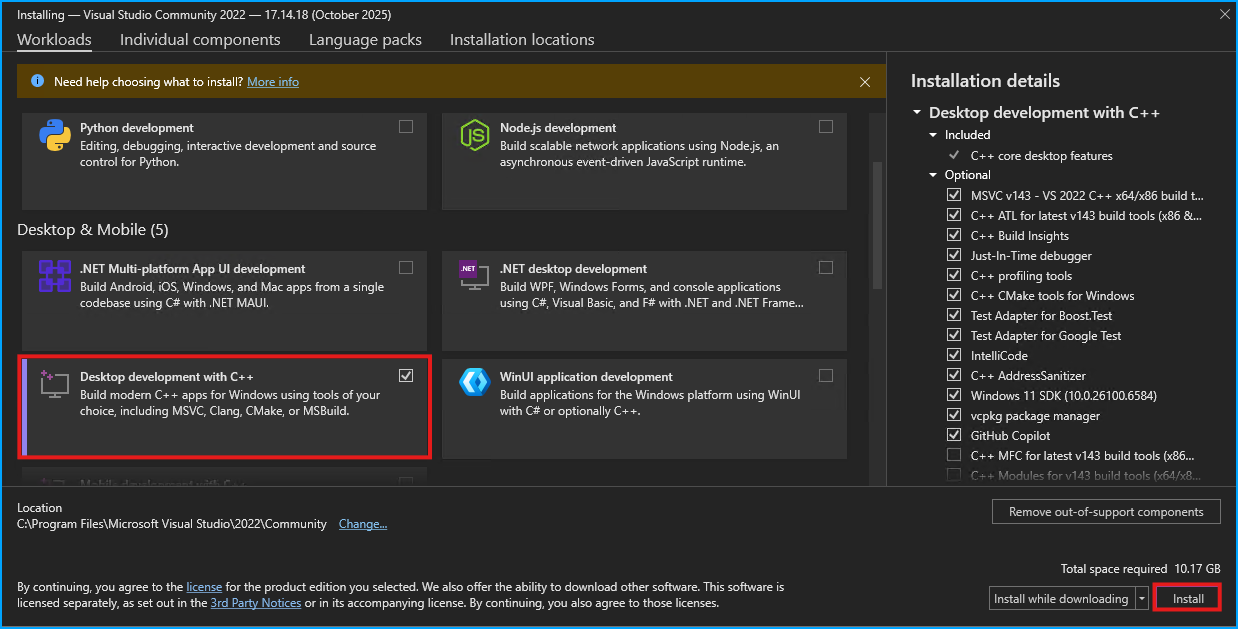 Installing — Visual Studio Community 2022 — 17.14.18 (October 2025)
Workloads
Individual components
Language packs
Installation locations
Need help choosing what to install? More info
Python development
Editing, debugging, interactive development and source
control for Python.
Node.js development
Build scalable network applications using Node.js, an
asynchronous event-driven JavaScript runtime.
Desktop & Mobile (5)
.NET Multi-platform App UI development
Build Android, iOS, Windows, and Mac apps from a single
codebase using C# with .NET MAUI.
.NET
.NET desktop development
Build WPF, Windows Forms, and console applications
using C#, Visual Basic, and F# with .NET and .NET Frame...
Desktop development with C++
Build modern C++ apps for Windows using tools of your
choice, including MSVC, Clang, CMake, or MSBuild.
WinUI application development
Build applications for the Windows platform using WinUI
with C# or optionally C++.
Mobile development with C++
Installation details
Desktop development with C++
Included
C++ core desktop features
Optional
MSVC v143 - VS 2022 C++ x64/x86 build t...
C++ ATL for latest v143 build tools (x86 &...
C++ Build Insights
Just-In-Time debugger
C++ profiling tools
C++ CMake tools for Windows
Test Adapter for Boost.Test
Test Adapter for Google Test
IntelliCode
C++ AddressSanitizer
Windows 11 SDK (10.0.26100.6584)
vcpkg package manager
GitHub Copilot
C++ MFC for latest v143 build tools (x86...
C++ Modules for v143 build tools (x64/x8...
Location
C:\Program Files\Microsoft Visual Studio\2022\Community Change...
Remove out-of-support components
By continuing, you agree to the license for the product edition you selected. We also offer the ability to download other software. This software is
licensed separately, as set out in the 3rd Party Notices or in its accompanying license. By continuing, you also agree to those licenses.
Total space required 10.17 GB
Install while downloading
Install